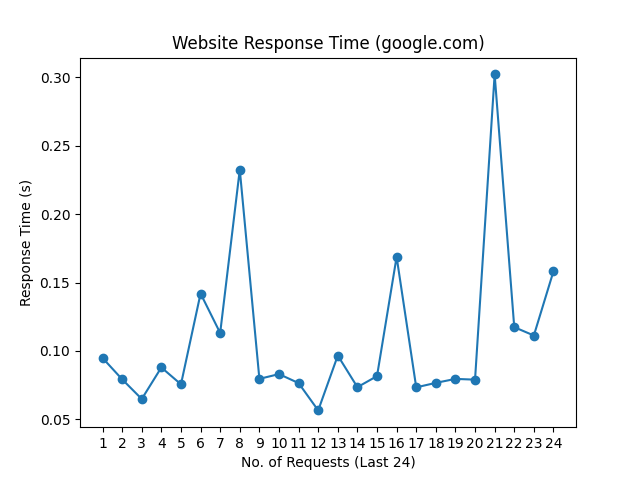 Website Response Time (google.com)
0.30
0.25
0.20
0.15
0.10
0.05
Response Time (s)
1 2 3 4 5 6 7 8 9 10 11 12 13 14 15 16 17 18 19 20 21 22 23 24
No. of Requests (Last 24)